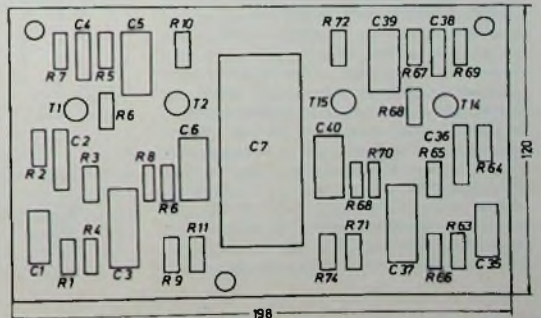 C4 C5 R10 R72 C39 C38
R7 R5 R67 R69
T1 R6 T2 T15 R68 T14
R2 C2 R3 R8 C6 C7 C40 R70 R65 C36 R64
R6 R68
C1 R1 R4 C3 R9 R11 R74 R71 C37 R66 R63 C35
120
198